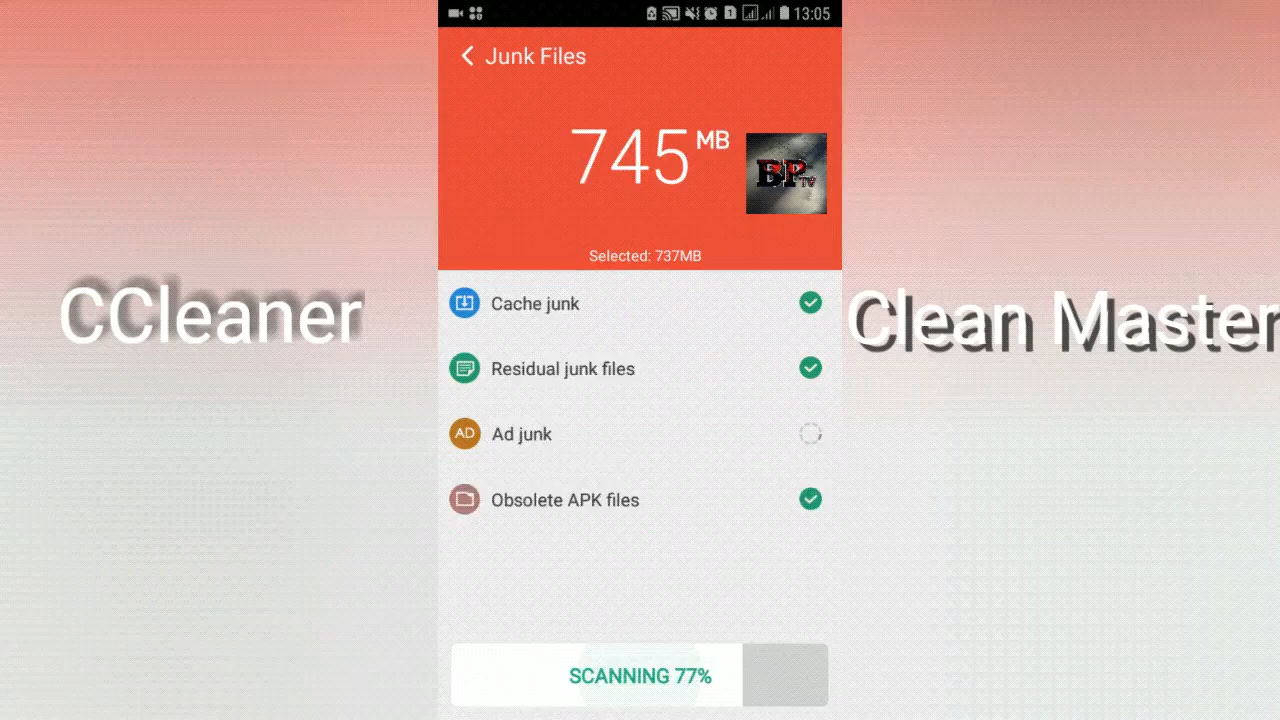 13:05
Junk Files
745 MB
BP TV
Selected: 737MB
CCleaner
Clean Master
Cache junk
Residual junk files
AD Ad junk
Obsolete APK files
SCANNING 77%